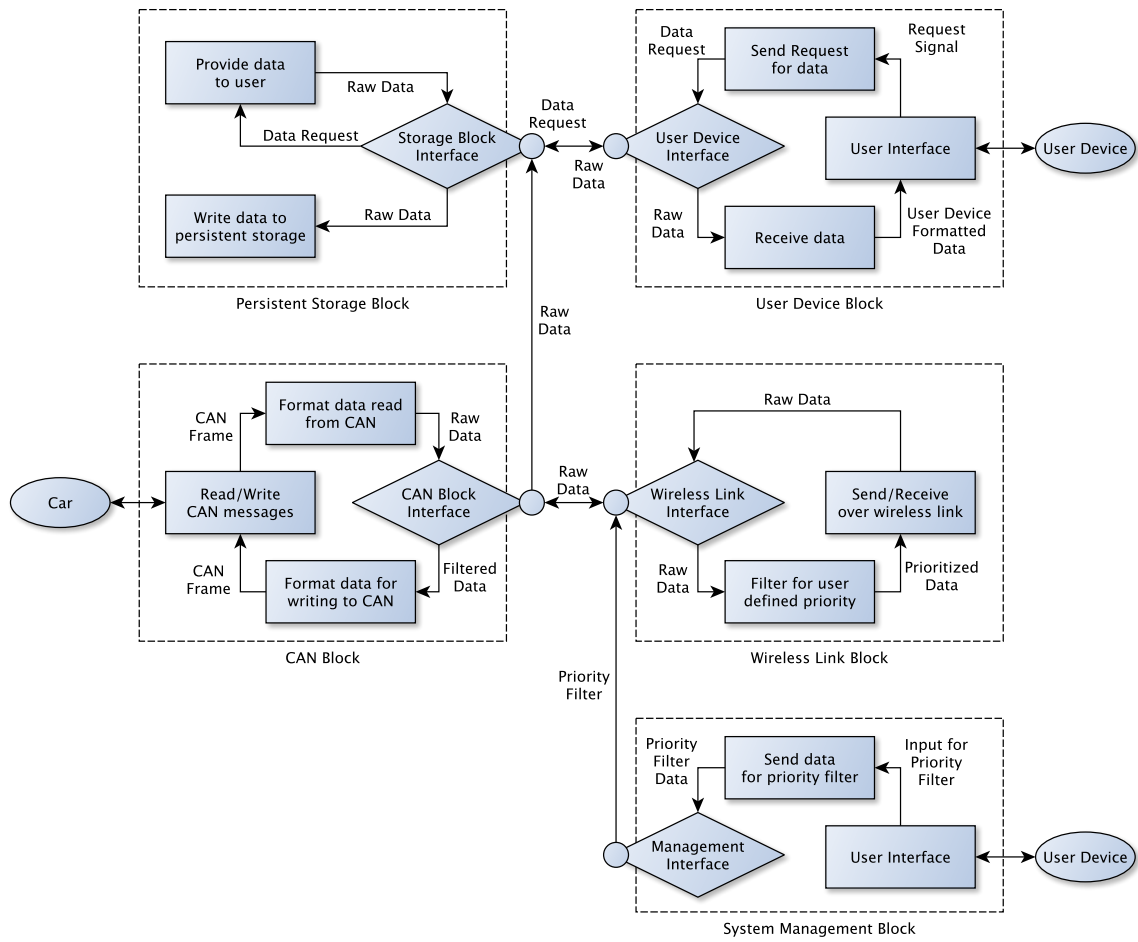 Provide data
to user
Raw Data
Data Request
Storage Block
Interface
Raw Data
Write data to
persistent storage
Persistent Storage Block
Data
Request
Raw
Data
Data
Request
Send Request
for data
Request
Signal
User Device
Interface
User Interface
User Device
Raw
Data
Receive data
User Device
Formatted
Data
User Device Block
Raw
Data
Car
Read/Write
CAN messages
CAN
Frame
Format data read
from CAN
Raw
Data
CAN Block
Interface
CAN
Frame
Format data for
writing to CAN
Filtered
Data
CAN Block
Raw
Data
Raw Data
Wireless Link
Interface
Send/Receive
over wireless link
Raw
Data
Filter for user
defined priority
Prioritized
Data
Wireless Link Block
Priority
Filter
Priority
Filter
Data
Send data
for priority filter
Input for
Priority
Filter
Management
Interface
User Interface
User Device
System Management Block